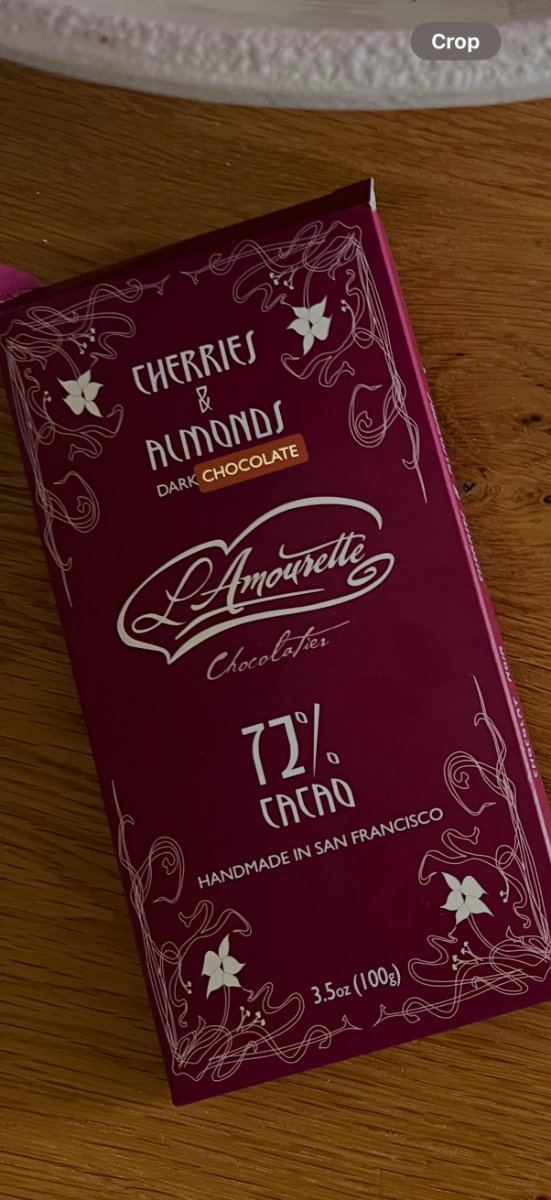 Crop
CHERRIES
&
ALMONDS
DARK CHOCOLATE
L'Amourette
Chocolatier
72%
CACAO
HANDMADE IN SAN FRANCISCO
3.5oz (100g)